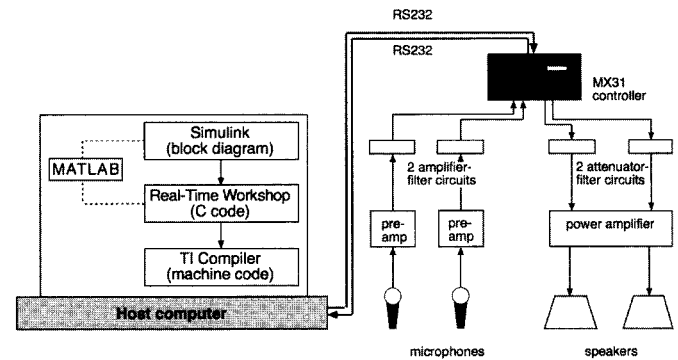 RS232
RS232
MX31
controller
Simulink
(block diagram)
MATLAB
Real-Time Workshop
(C code)
TI Compiler
(machine code)
Host computer
2 amplifier-
filter circuits
2 attenuator-
filter circuits
pre-
amp
pre-
amp
power amplifier
microphones
speakers